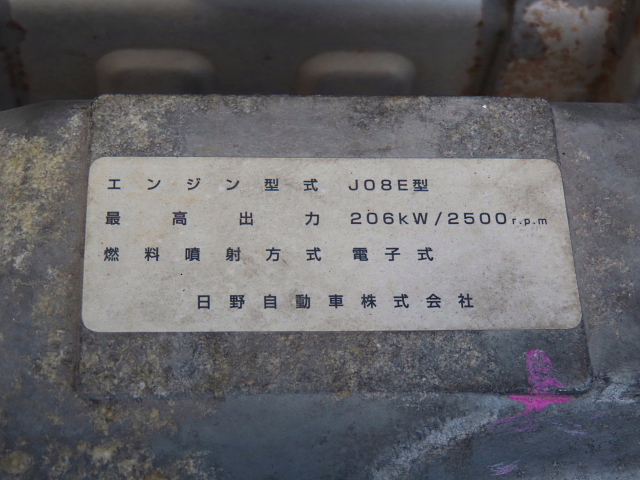 エンジン型式 J08E型
最高出力 206kW/2500r.p.m
燃料噴射方式 電子式
日野自動車株式会社